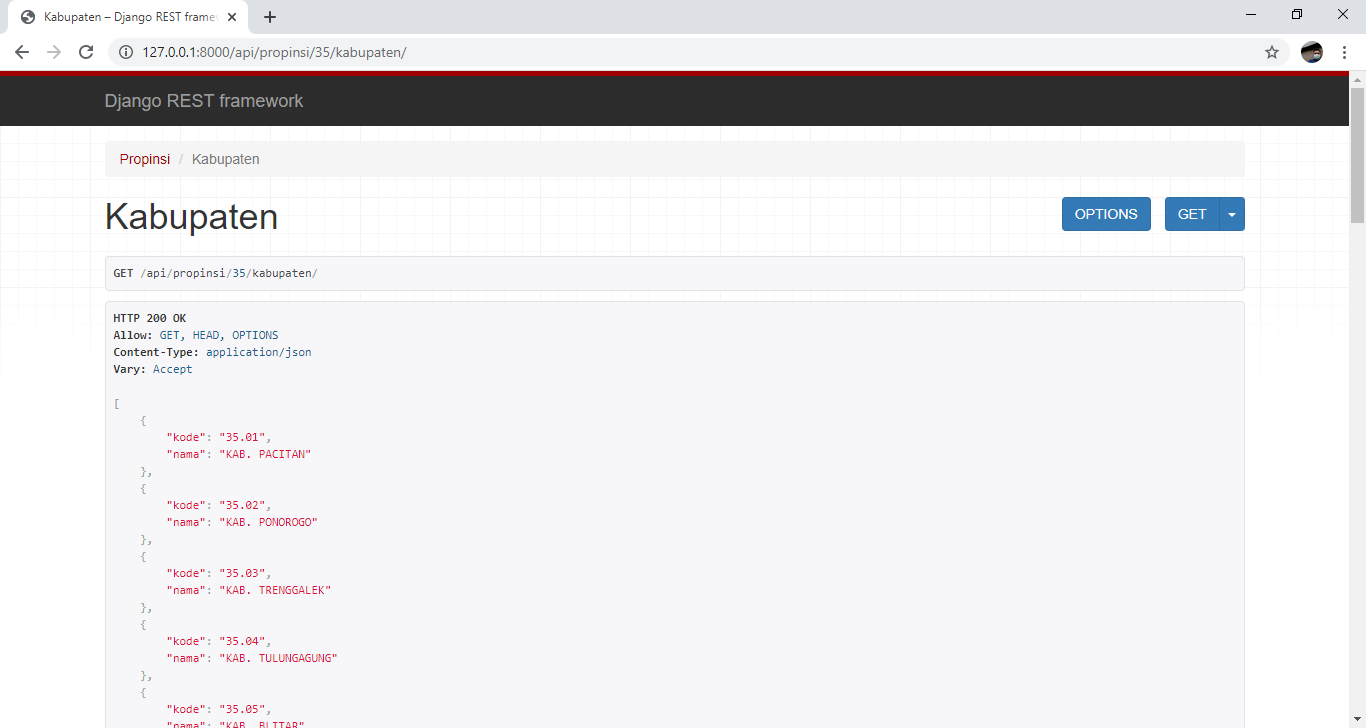 Kabupaten – Django REST frame
127.0.0.1:8000/api/propinsi/35/kabupaten/
Django REST framework
Propinsi / Kabupaten
Kabupaten
OPTIONS
GET
GET /api/propinsi/35/kabupaten/
HTTP 200 OK
Allow: GET, HEAD, OPTIONS
Content-Type: application/json
Vary: Accept
[
{
"kode": "35.01",
"nama": "KAB. PACITAN"
},
{
"kode": "35.02",
"nama": "KAB. PONOROGO"
},
{
"kode": "35.03",
"nama": "KAB. TRENGGALEK"
},
{
"kode": "35.04",
"nama": "KAB. TULUNGAGUNG"
},
{
"kode": "35.05",
"nama": "KAB. BLITAR"